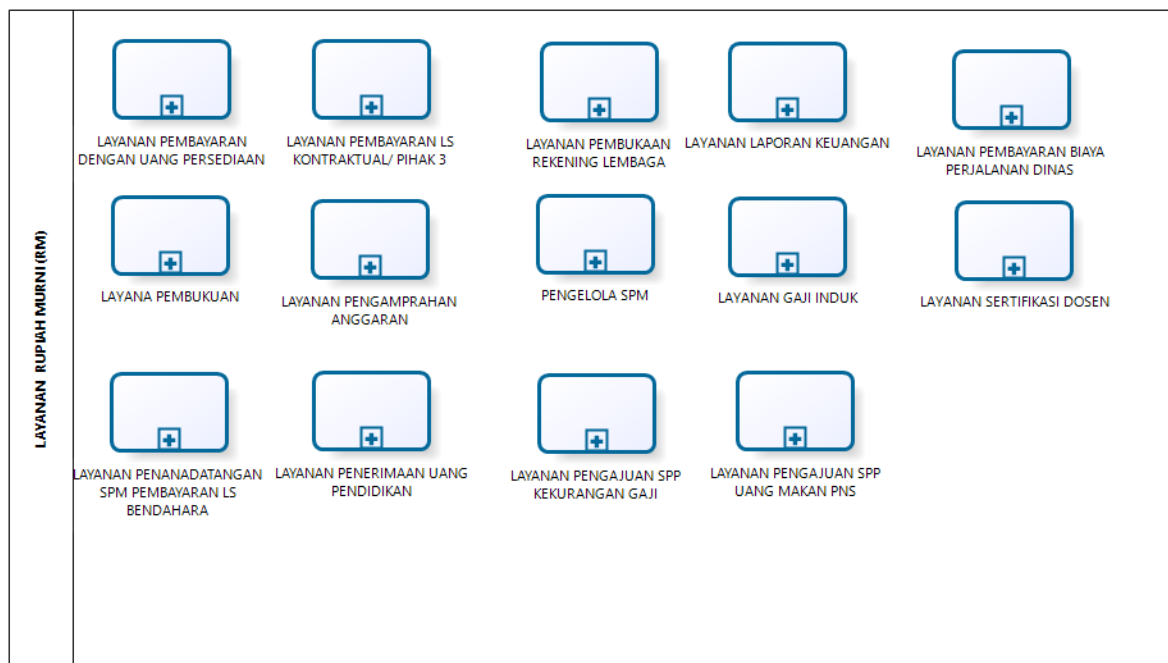 LAYANAN RUPIAH MURNI(RM)
LAYANAN PEMBAYARAN
DENGAN UANG PERSEDIAAN
LAYANAN PEMBAYARAN LS
KONTRAKTUAL/ PIHAK 3
LAYANAN PEMBUKAAN
REKENING LEMBAGA
LAYANAN LAPORAN KEUANGAN
LAYANAN PEMBAYARAN BIAYA
PERJALANAN DINAS
LAYANA PEMBUKUAN
LAYANAN PENGAMPRAHAN
ANGGARAN
PENGELOLA SPM
LAYANAN GAJI INDUK
LAYANAN SERTIFIKASI DOSEN
LAYANAN PENANADATANGAN
SPM PEMBAYARAN LS
BENDAHARA
LAYANAN PENERIMAAN UANG
PENDIDIKAN
LAYANAN PENGAJUAN SPP
KEKURANGAN GAJI
LAYANAN PENGAJUAN SPP
UANG MAKAN PNS